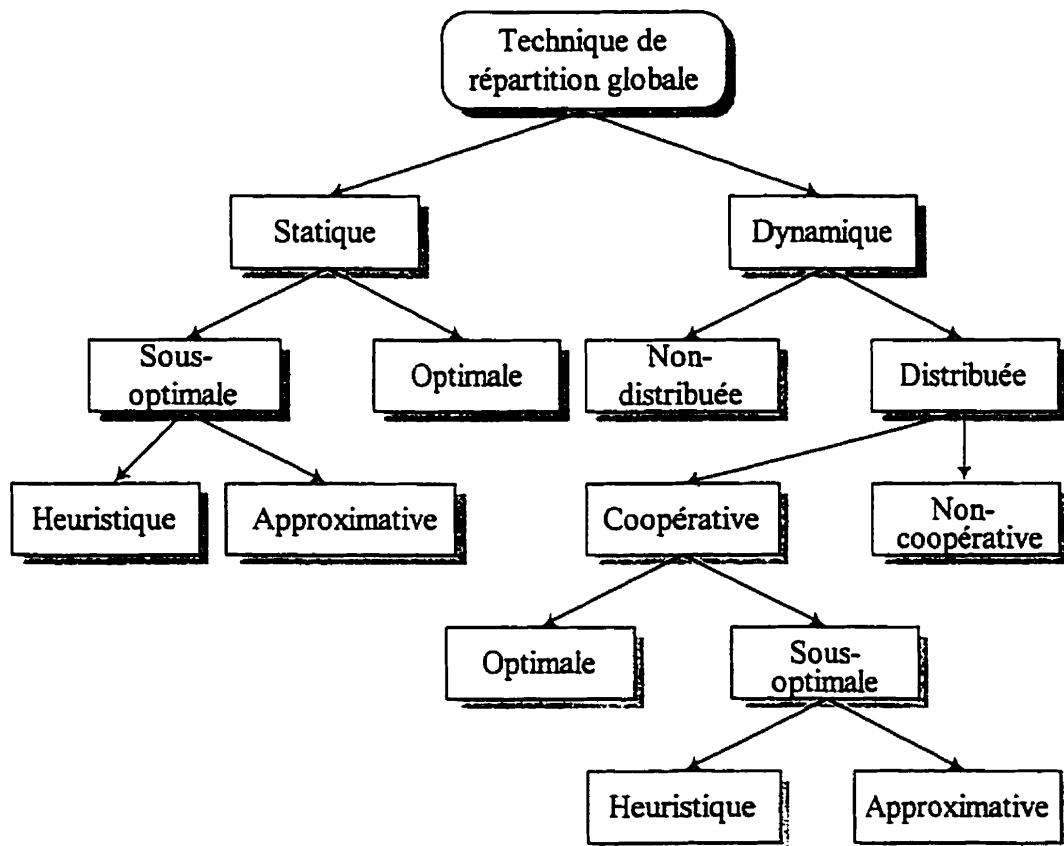 Technique de
répartition globale
Statique
Dynamique
Sous-
optimale
Optimale
Non-
distribuée
Distribuée
Heuristique
Approximative
Coopérative
Non-
coopérative
Optimale
Sous-
optimale
Heuristique
Approximative